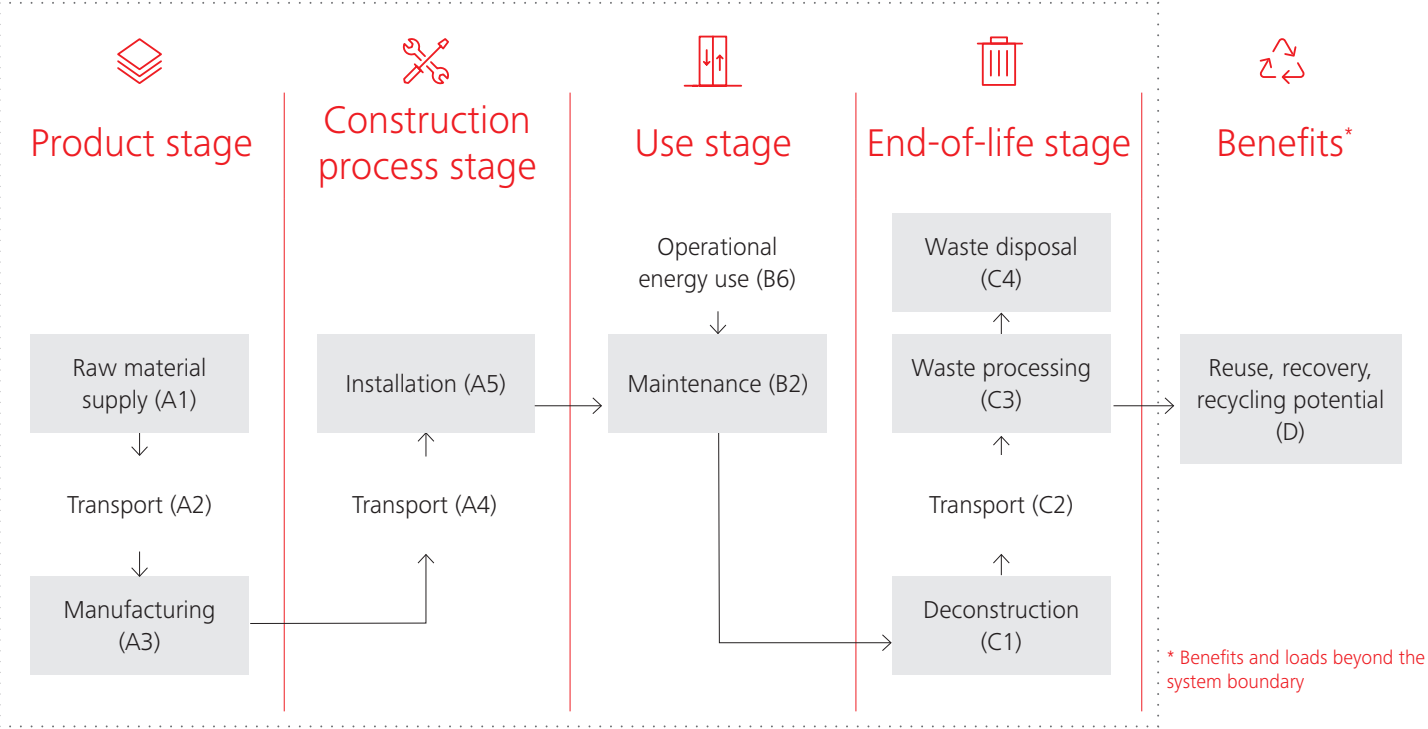 Product stage
Raw material
supply (A1)
Transport (A2)
Manufacturing
(A3)
Construction
process stage
Installation (A5)
Transport (A4)
Use stage
Operational
energy use (B6)
Maintenance (B2)
End-of-life stage
Waste disposal
(C4)
Waste processing
(C3)
Transport (C2)
Deconstruction
(C1)
Benefits*
Reuse, recovery,
recycling potential
(D)
* Benefits and loads beyond the
system boundary